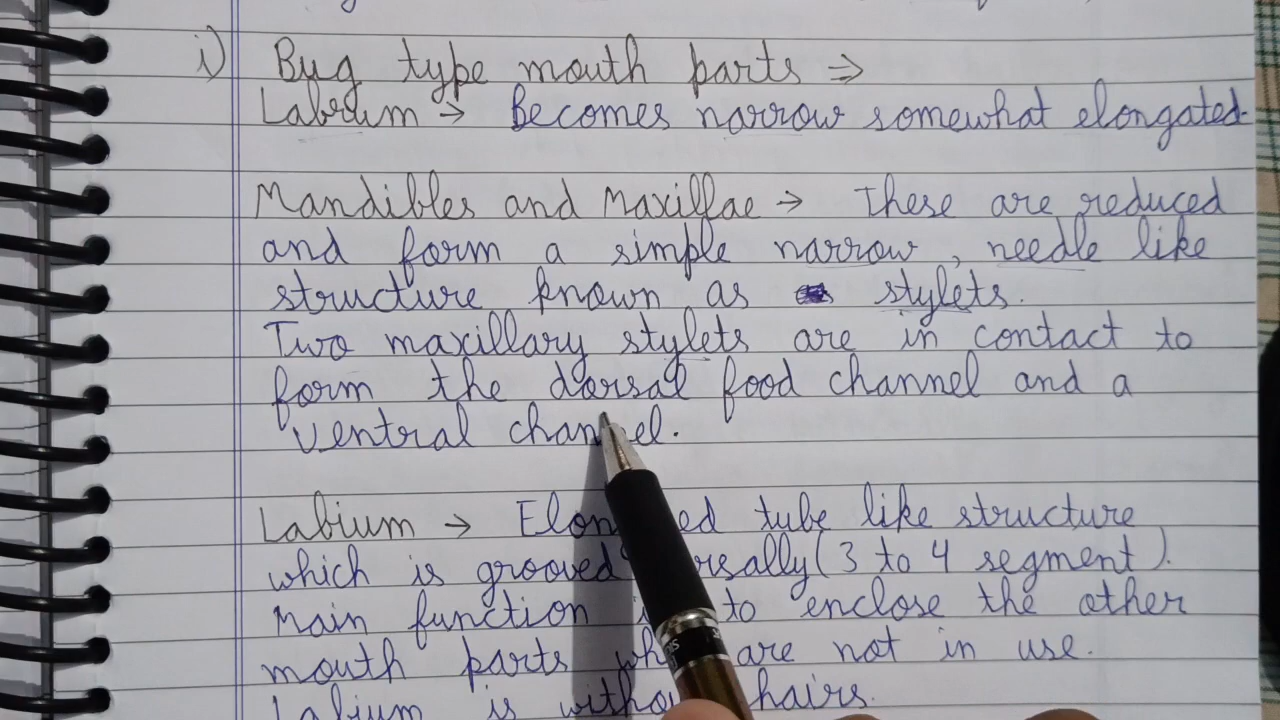 i) Bug type mouth parts ⇒
Labrum → Becomes narrow somewhat elongated.
Mandibles and Maxillae → These are reduced
and form a simple narrow, needle like
structure known as stylets.
Two maxillary stylets are in contact to
form the dorsal food channel and a
ventral channel.
Labium → Elon ed tube like structure
which is grooved rsally (3 to 4 segment).
Main function to enclose the other
mouth parts wh are not in use.
Labium is withou hairs.